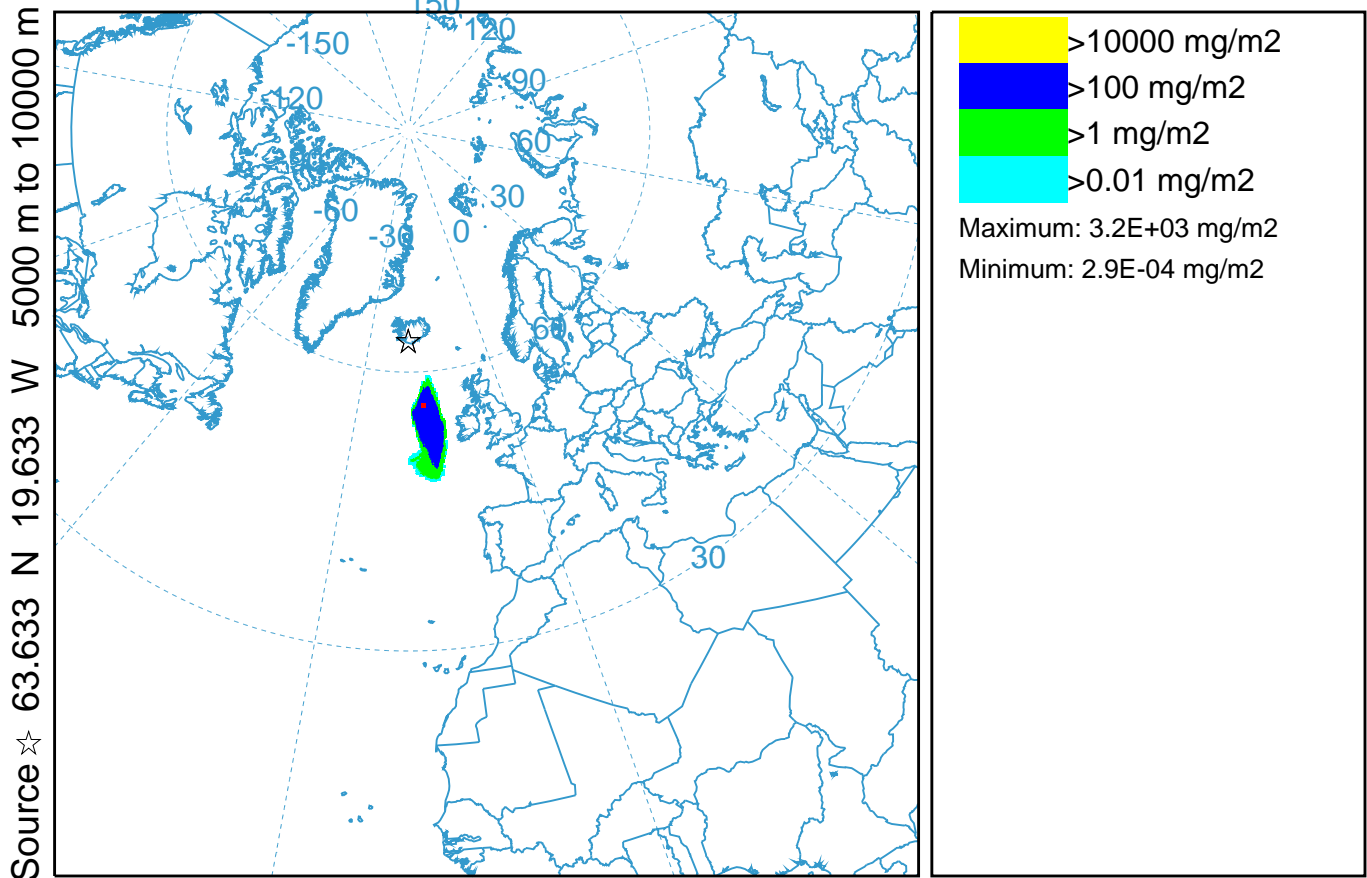 Source ☆ 63.633 N 19.633 W 5000 m to 10000 m
150
-150
120
-120
90
60
-60
30
-30
0
60
30
>10000 mg/m2
>100 mg/m2
>1 mg/m2
>0.01 mg/m2
Maximum: 3.2E+03 mg/m2
Minimum: 2.9E-04 mg/m2